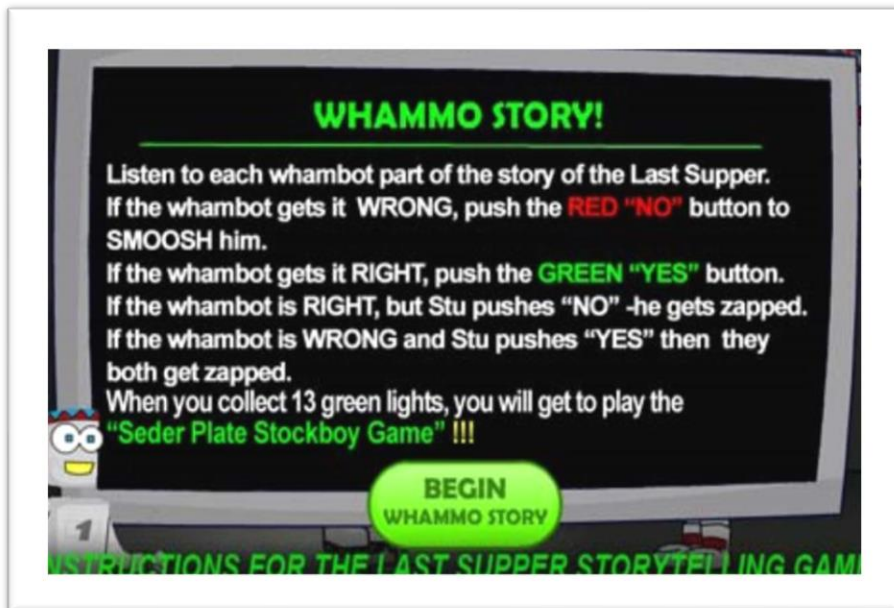 WHAMMO STORY!
Listen to each whambot part of the story of the Last Supper.
If the whambot gets it WRONG, push the RED “NO” button to
SMOOSH him.
If the whambot gets it RIGHT, push the GREEN “YES” button.
If the whambot is RIGHT, but Stu pushes “NO” -he gets zapped.
If the whambot is WRONG and Stu pushes “YES” then they
both get zapped.
When you collect 13 green lights, you will get to play the
“Seder Plate Stockboy Game” !!!
BEGIN
WHAMMO STORY
1
NSTRUCTIONS FOR THE LAST SUPPER STORYTELLING GAM